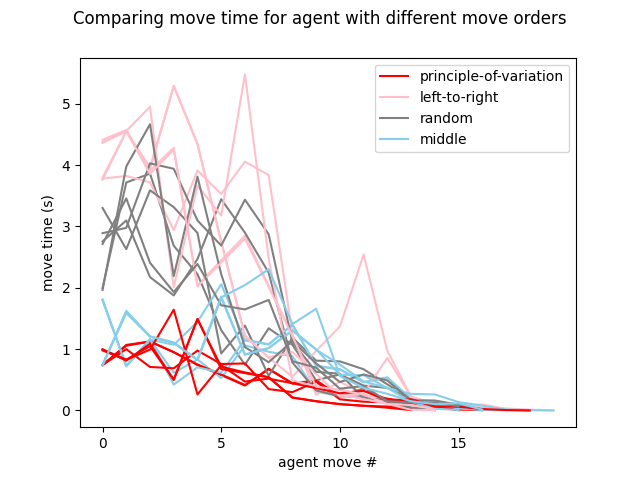 Comparing move time for agent with different move orders
principle-of-variation
left-to-right
random
middle
move time (s)
5
4
3
2
1
0
0
5
10
15
agent move #